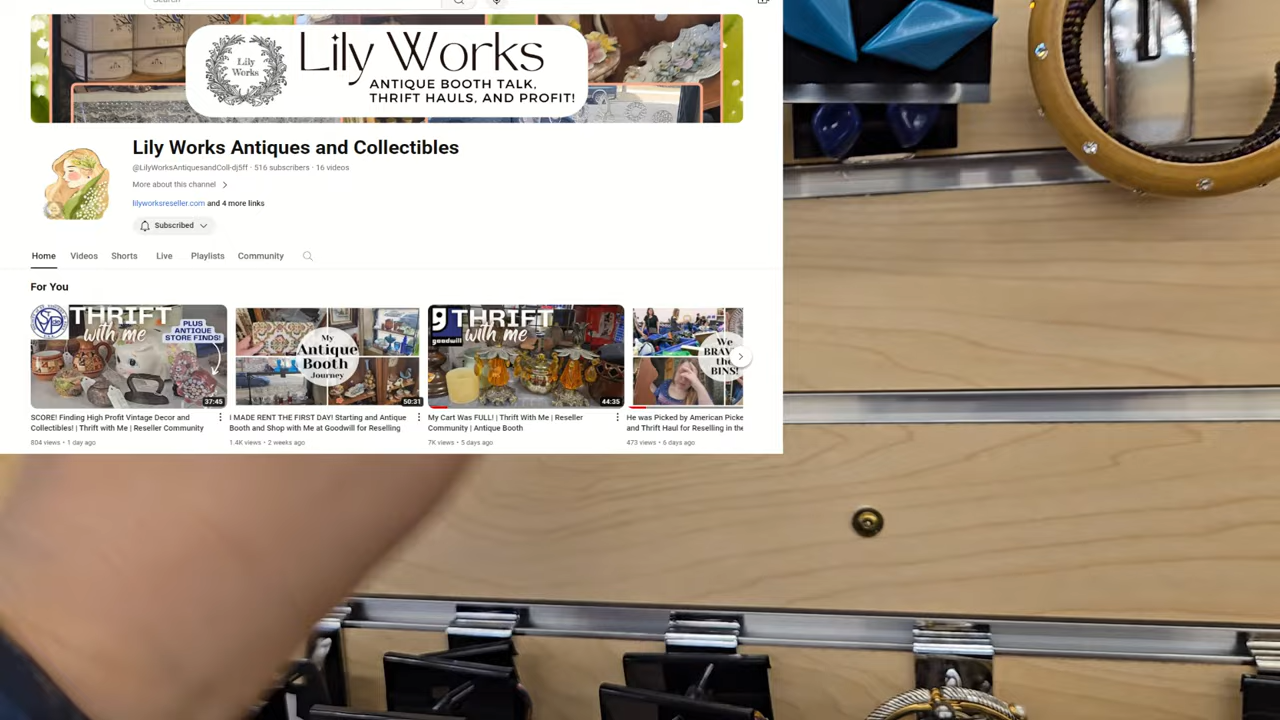 Search
Lily Works
Lily
Works
ANTIQUE BOOTH TALK,
THRIFT HAULS, AND PROFIT!
Lily Works Antiques and Collectibles
@LilyWorksAntiquesandColl-dj5ff · 516 subscribers · 16 videos
More about this channel
lilyworksreseller.com and 4 more links
Subscribed
Home Videos Shorts Live Playlists Community
For You
THRIFT
with me
PLUS
ANTIQUE
STORE FINDS!
37:45
My
Antique
Booth
Journey
50:31
goodwill
THRIFT
with me
44:35
We
BRAV
the
BINS!
SCORE! Finding High Profit Vintage Decor and
Collectibles! | Thrift with Me | Reseller Community
804 views • 1 day ago
I MADE RENT THE FIRST DAY! Starting and Antique
Booth and Shop with Me at Goodwill for Reselling
1.4K views • 2 weeks ago
My Cart Was FULL! | Thrift With Me | Reseller
Community | Antique Booth
7K views • 5 days ago
He was Picked by American Picke
and Thrift Haul for Reselling in the
473 views • 6 days ago